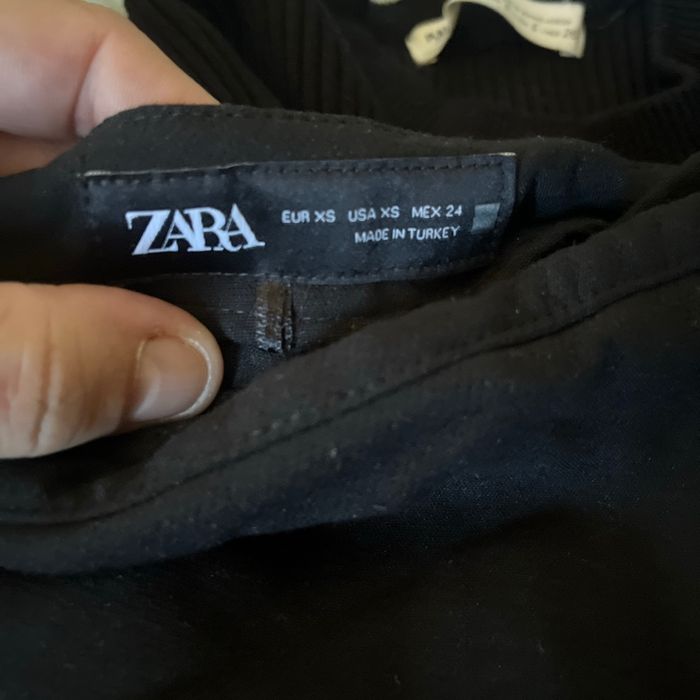 ZARA
EUR XS USA XS MEX 24
MADE IN TURKEY